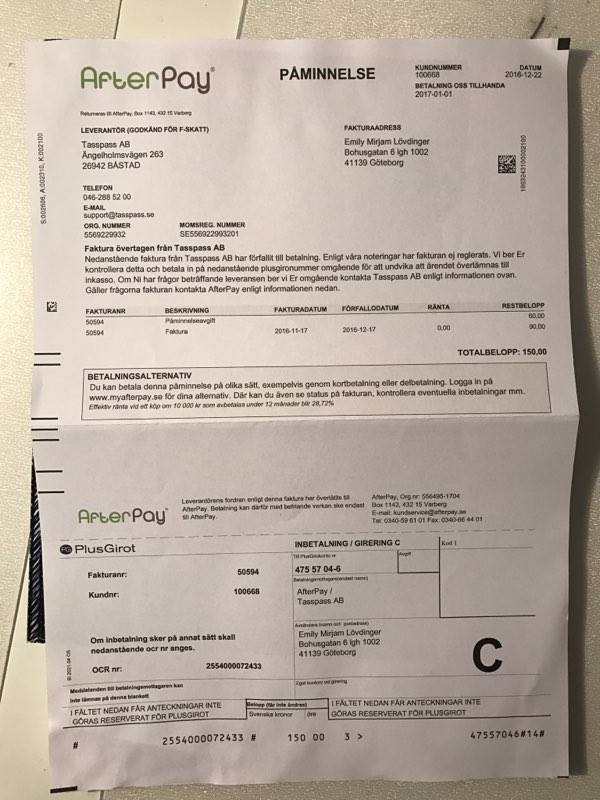 AfterPay
PÅMINNELSE
KUNDNUMMER DATUM
100668 2016-12-22
BETALNING OSS TILLHANDA
2017-01-01
Returneras till AfterPay, Box 1143, 432 15 Varberg
LEVERANTÖR (GODKÄND FÖR F-SKATT)
Tasspass AB
Ängelholmsvägen 263
26942 BÅSTAD
FAKTURAADRESS
Emily Mirjam Lövdinger
Bohusgatan 6 lgh 1002
41139 Göteborg
TELEFON
046-288 52 00
E-MAIL
support@tasspass.se
ORG. NUMMER MOMSREG. NUMMER
5569229932 SE556922993201
Faktura övertagen från Tasspass AB
Nedanstående faktura från Tasspass AB har förfallit till betalning. Enligt våra noteringar har fakturan ej reglerats. Vi ber Er
kontrollera detta och betala in på nedanstående plusgironummer omgående för att undvika att ärendet överlämnas till
inkasso. Om Ni har frågor beträffande leveransen ber vi Er omgående kontakta Tasspass AB enligt informationen ovan.
Gäller frågorna fakturan kontakta AfterPay enligt informationen nedan.
FAKTURANR BESKRIVNING FAKTURADATUM FÖRFALLODATUM RÄNTA RESTBELOPP
50594 Påminnelseavgift 60,00
50594 Faktura 2016-11-17 2016-12-17 0,00 90,00
TOTALBELOPP: 150,00
BETALNINGSALTERNATIV
Du kan betala denna påminnelse på olika sätt, exempelvis genom kortbetalning eller delbetalning. Logga in på
www.myafterpay.se för dina alternativ. Där kan du även se status på fakturan, kontrollera eventuella inbetalningar mm.
Effektiv ränta vid ett köp om 10 000 kr som avbetalas under 12 månader blir 28,72%
AfterPay
Leverantörens fordran enligt denna faktura har överlåtits till
AfterPay. Betalning kan därför med befriande verkan ske endast
till AfterPay.
AfterPay, Org.nr: 556495-1704
Box 1143, 432 15 Varberg
E-mail: kundservice@afterpay.se
Tel: 0340-59 61 01 Fax: 0340-66 44 01
PlusGirot
INBETALNING / GIRERING C
Kod 1
Till PlusGirokonto nr
Avgift
475 57 04-6
Betalningsmottagare(endast namn)
AfterPay /
Tasspass AB
Fakturanr: 50594
Kundnr: 100668
Avsändare (namn och postadress)
Emily Mirjam Lövdinger
Bohusgatan 6 lgh 1002
41139 Göteborg
C
Om inbetalning sker på annat sätt skall
nedanstående ocr nr anges.
OCR nr: 2554000072433
Eget kontonr vid girering
Meddelanden till betalningsmottagaren kan
inte lämnas på denna blankett
I FÄLTET NEDAN FÅR ANTECKNINGAR INTE
GÖRAS RESERVERAT FÖR PLUSGIROT
Belopp (får inte ändras)
Svenska kronor öre
I FÄLTET NEDAN FÅR ANTECKNINGAR INTE
GÖRAS RESERVERAT FÖR PLUSGIROT
# 2554000072433 # 150 00 3 > 47557046#14#